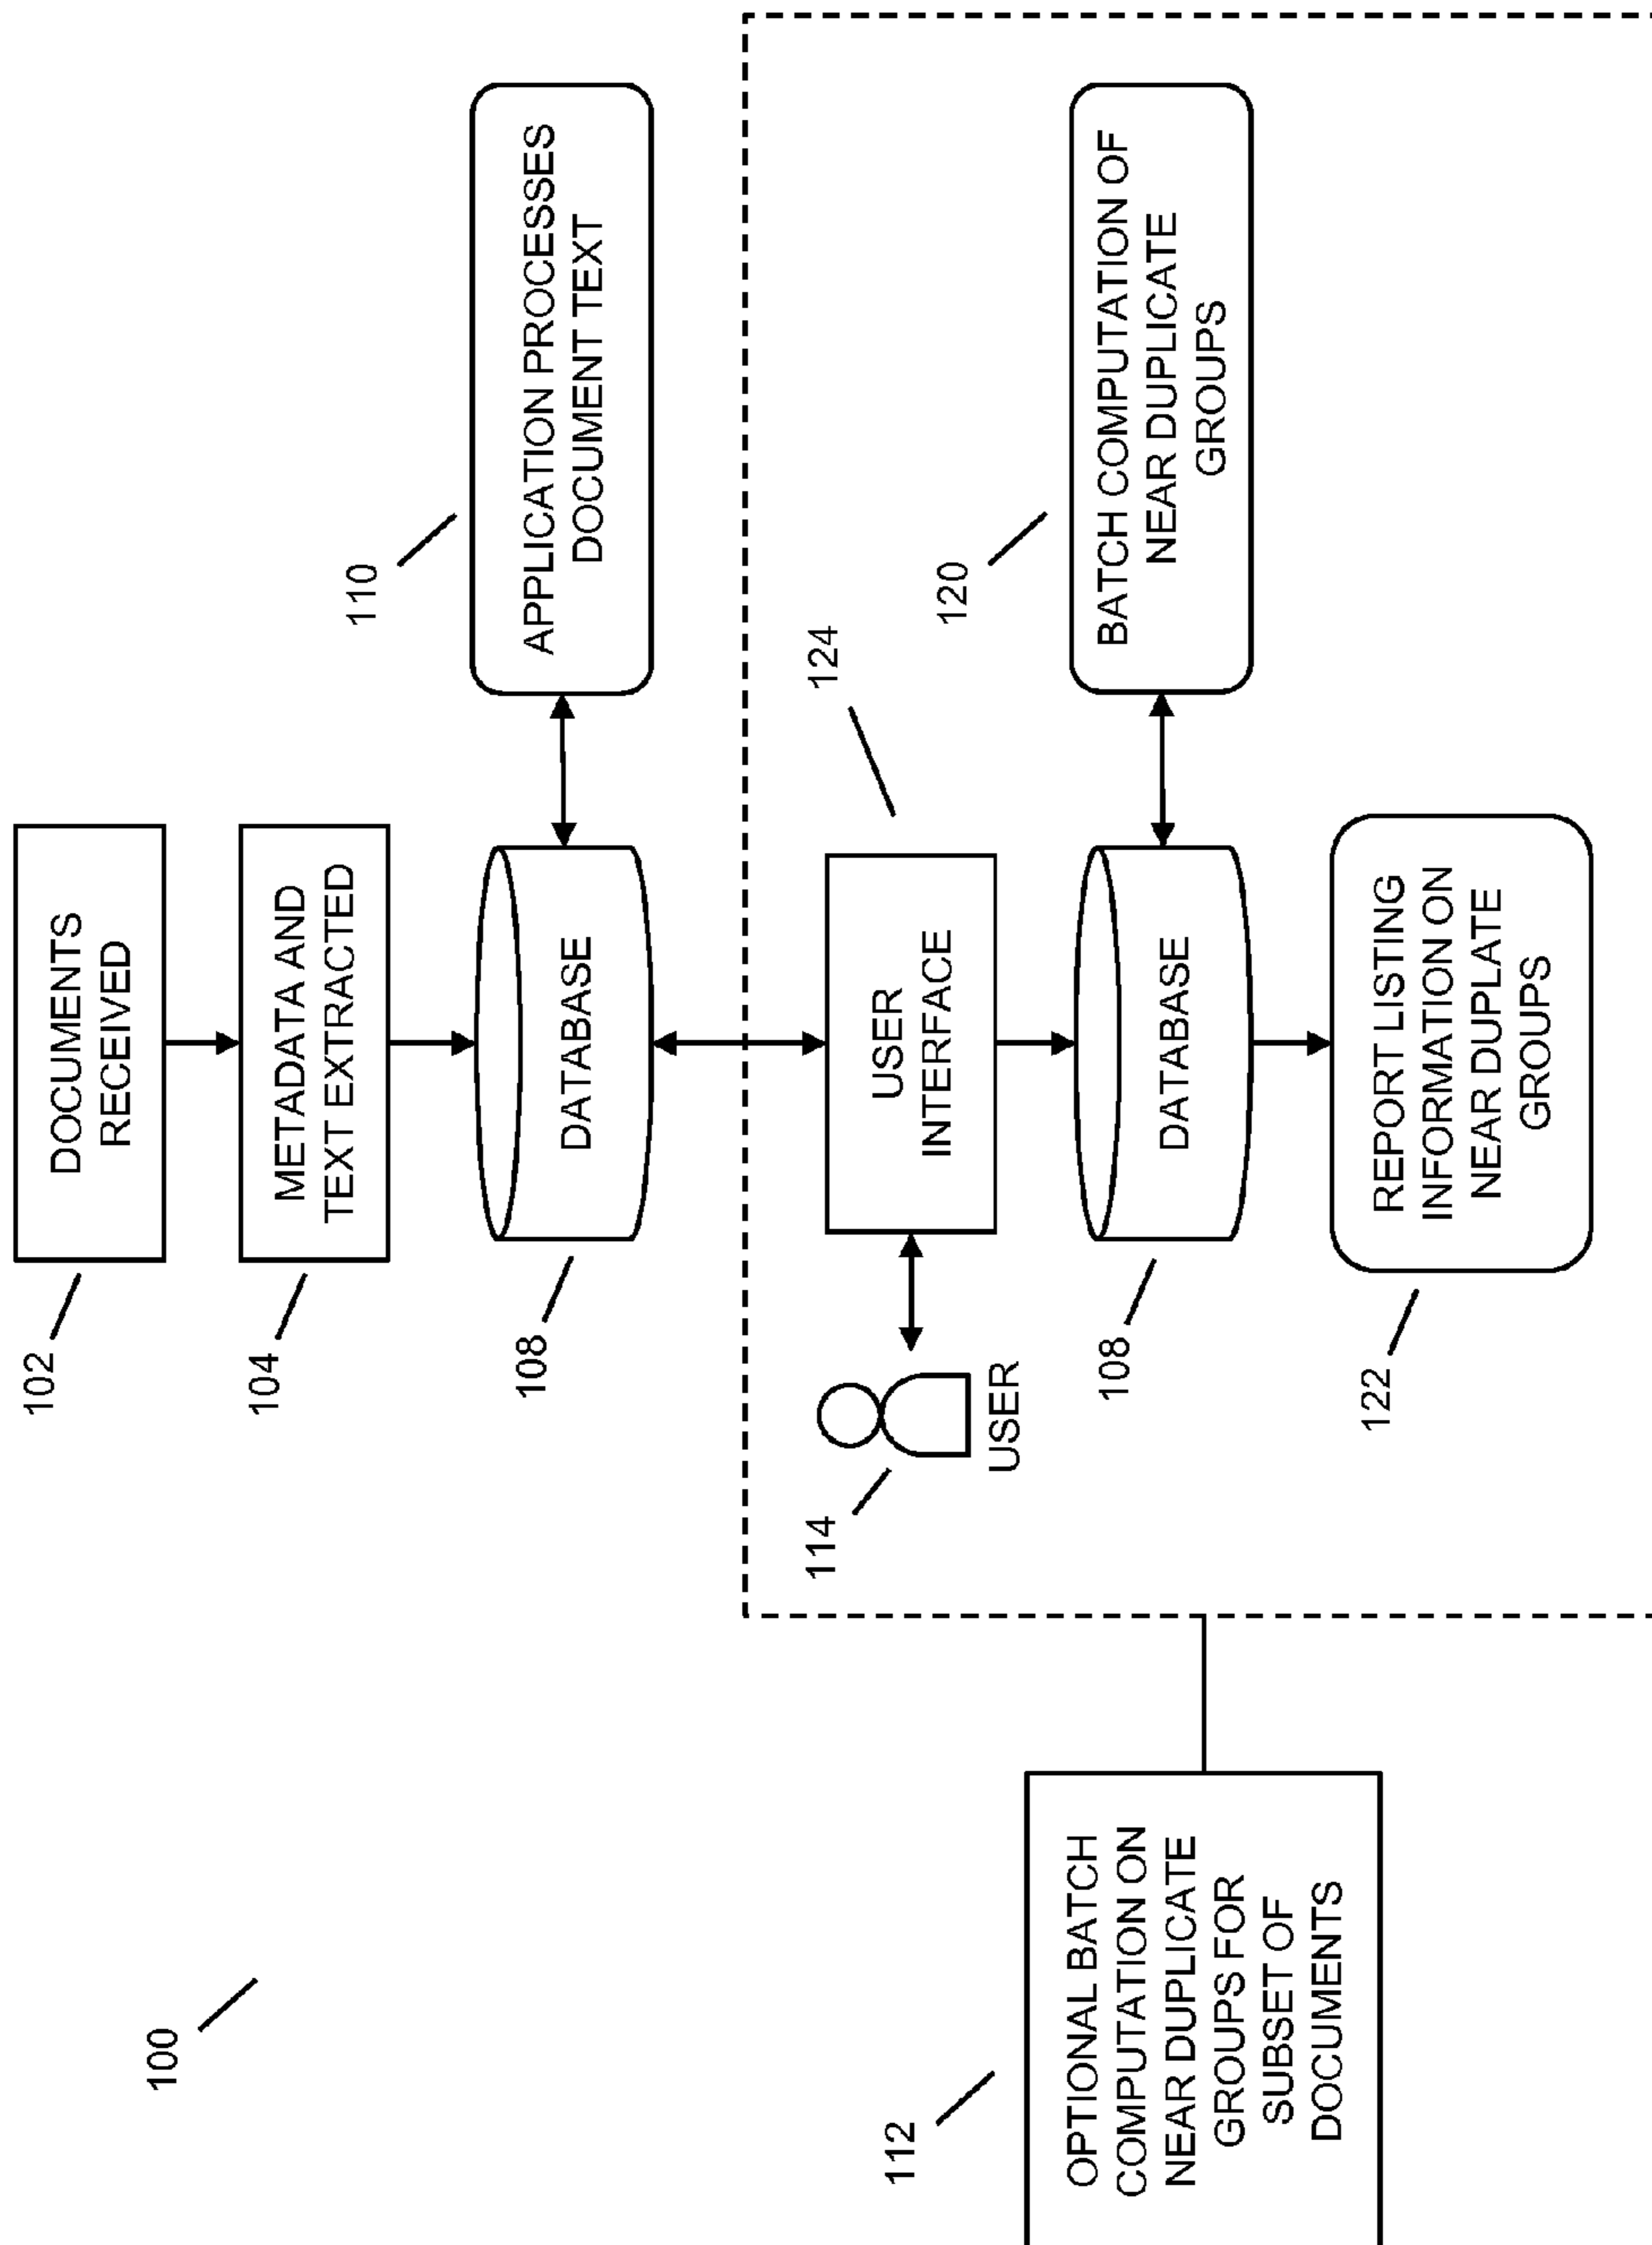 100
102
DOCUMENTS
RECEIVED
104
METADATA AND
TEXT EXTRACTED
108
DATABASE
110
APPLICATION PROCESSES
DOCUMENT TEXT
112
OPTIONAL BATCH
COMPUTATION ON
NEAR DUPLICATE
GROUPS FOR
SUBSET OF
DOCUMENTS
114
USER
124
USER
INTERFACE
108
DATABASE
120
BATCH COMPUTATION OF
NEAR DUPLICATE
GROUPS
122
REPORT LISTING
INFORMATION ON
NEAR DUPLATE
GROUPS